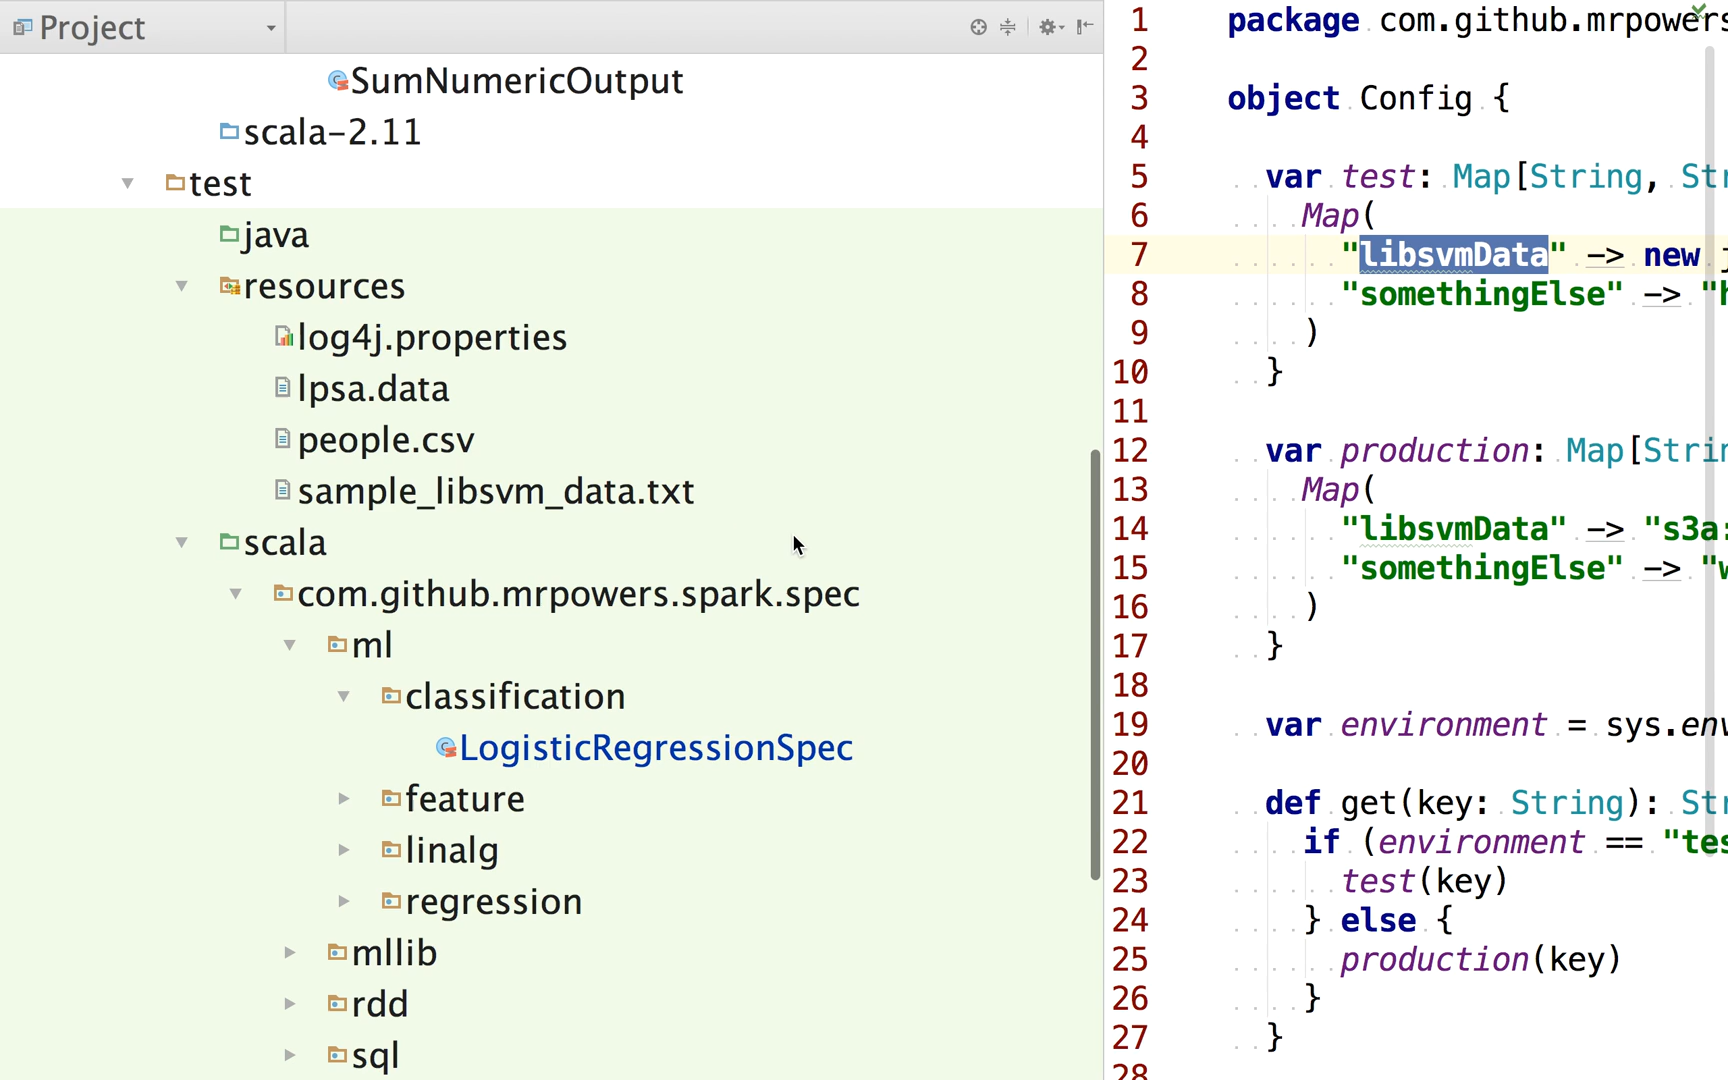 Project
SumNumericOutput
scala-2.11
test
java
resources
log4j.properties
lpsa.data
people.csv
sample_libsvm_data.txt
scala
com.github.mrpowers.spark.spec
ml
classification
LogisticRegressionSpec
feature
linalg
regression
mllib
rdd
sql
1 package com.github.mrpowers
2
3 object Config {
4
5 var test: Map[String, Str
6 Map(
7 "libsvmData" -> new j
8 "somethingElse" -> "h
9 )
10 }
11
12 var production: Map[Strin
13 Map(
14 "libsvmData" -> "s3a:
15 "somethingElse" -> "w
16 )
17 }
18
19 var environment = sys.env
20
21 def get(key: String): Str
22 if (environment == "tes
23 test(key)
24 } else {
25 production(key)
26 }
27 }
28